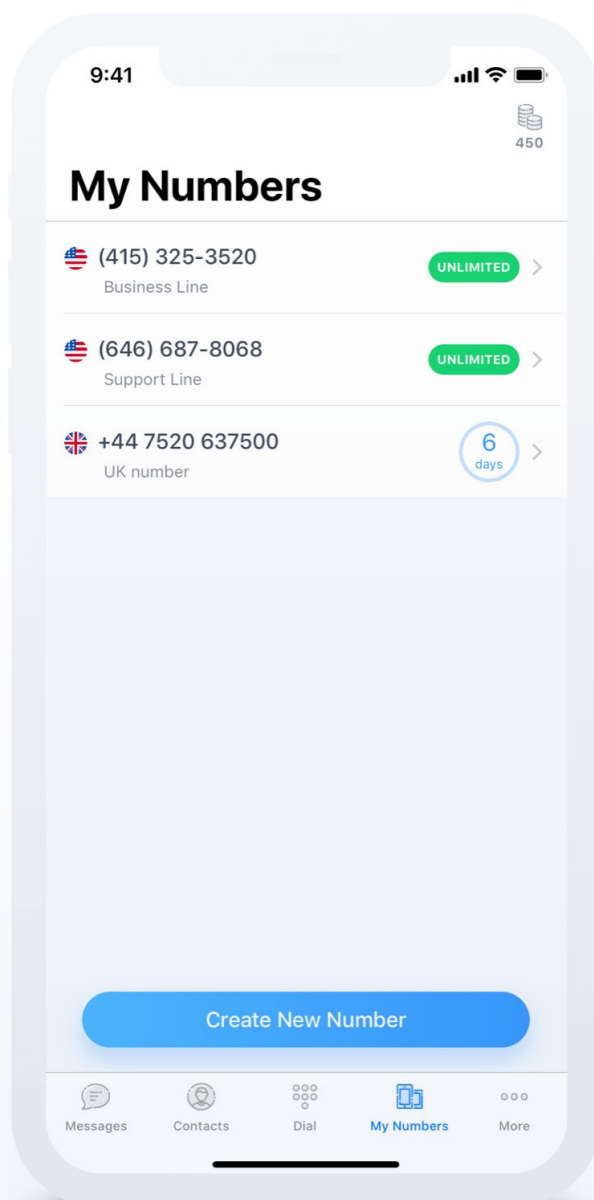 9:41
450
My Numbers
(415) 325-3520
UNLIMITED
Business Line
(646) 687-8068
UNLIMITED
Support Line
+44 7520 637500
6
days
UK number
Create New Number
Messages
Contacts
Dial
My Numbers
More